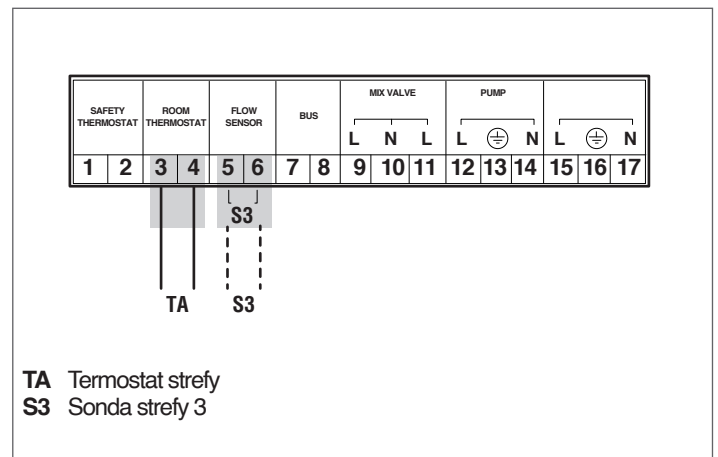 SAFETY THERMOSTAT ROOM THERMOSTAT FLOW SENSOR BUS MIX VALVE PUMP
L N L L N L N
1 2 3 4 5 6 7 8 9 10 11 12 13 14 15 16 17
S3
TA S3
TA Termostat strefy
S3 Sonda strefy 3